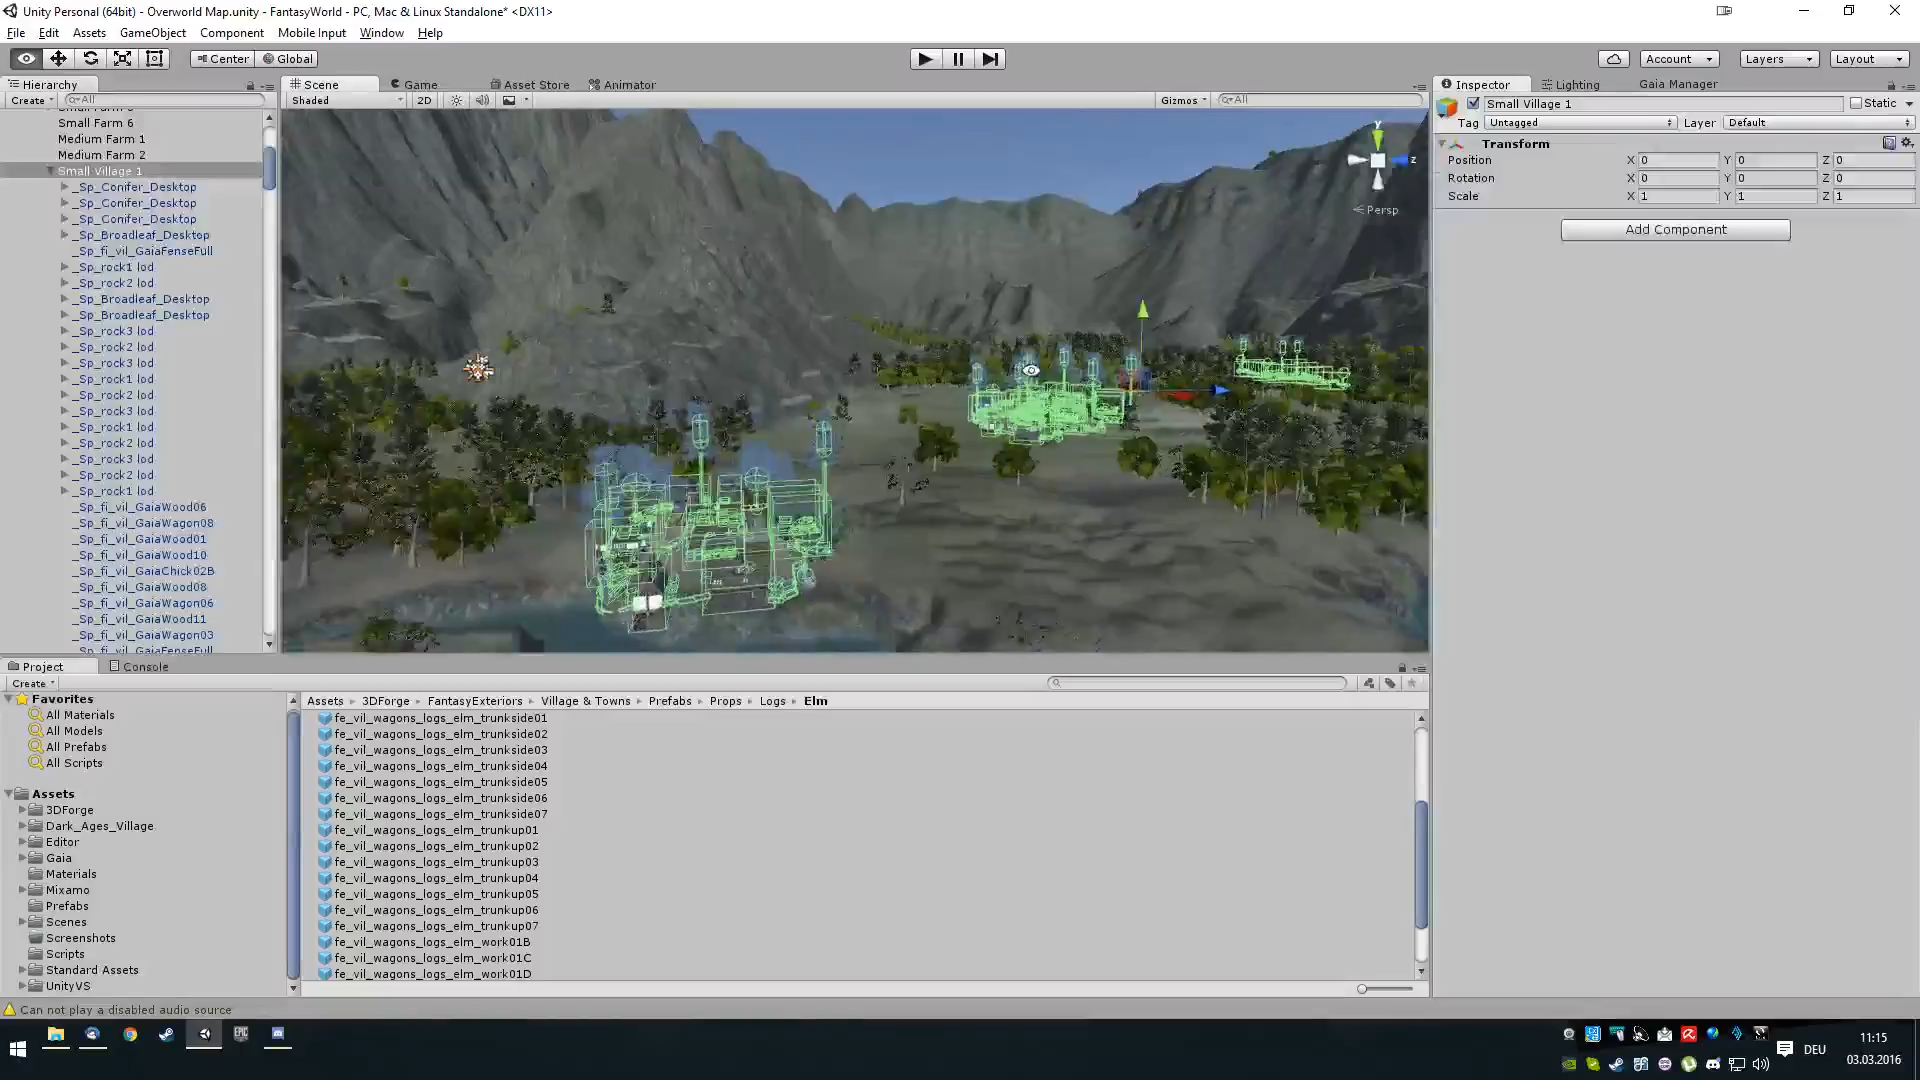 Unity Personal (64bit) - Overworld Map.unity - FantasyWorld - PC, Mac & Linux Standalone* <DX11>
File Edit Assets GameObject Component Mobile Input Window Help
Center Global Account Layers Layout
Hierarchy
Create All
Small Farm 6
Medium Farm 1
Medium Farm 2
Small Village 1
_Sp_Conifer_Desktop
_Sp_Conifer_Desktop
_Sp_Conifer_Desktop
_Sp_Broadleaf_Desktop
_Sp_fi_vil_GaiaFenseFull
_Sp_rock1 lod
_Sp_rock2 lod
_Sp_Broadleaf_Desktop
_Sp_Broadleaf_Desktop
_Sp_rock3 lod
_Sp_rock2 lod
_Sp_rock3 lod
_Sp_rock1 lod
_Sp_rock2 lod
_Sp_rock3 lod
_Sp_rock1 lod
_Sp_rock2 lod
_Sp_rock3 lod
_Sp_rock2 lod
_Sp_rock1 lod
_Sp_fi_vil_GaiaWood06
_Sp_fi_vil_GaiaWagon08
_Sp_fi_vil_GaiaWood01
_Sp_fi_vil_GaiaWood10
_Sp_fi_vil_GaiaChick02B
_Sp_fi_vil_GaiaWood08
_Sp_fi_vil_GaiaWagon06
_Sp_fi_vil_GaiaWood11
_Sp_fi_vil_GaiaWagon03
_Sp_fi_vil_GaiaFenseFull
Scene Game Asset Store Animator
Shaded 2D Gizmos All
y
z
Persp
Inspector Lighting Gaia Manager
Small Village 1 Static
Tag Untagged Layer Default
Transform
Position X 0 Y 0 Z 0
Rotation X 0 Y 0 Z 0
Scale X 1 Y 1 Z 1
Add Component
Project Console
Create
Favorites
All Materials
All Models
All Prefabs
All Scripts
Assets
3DForge
Dark_Ages_Village
Editor
Gaia
Materials
Mixamo
Prefabs
Scenes
Screenshots
Scripts
Standard Assets
UnityVS
Assets 3DForge FantasyExteriors Village & Towns Prefabs Props Logs Elm
fe_vil_wagons_logs_elm_trunkside01
fe_vil_wagons_logs_elm_trunkside02
fe_vil_wagons_logs_elm_trunkside03
fe_vil_wagons_logs_elm_trunkside04
fe_vil_wagons_logs_elm_trunkside05
fe_vil_wagons_logs_elm_trunkside06
fe_vil_wagons_logs_elm_trunkside07
fe_vil_wagons_logs_elm_trunkup01
fe_vil_wagons_logs_elm_trunkup02
fe_vil_wagons_logs_elm_trunkup03
fe_vil_wagons_logs_elm_trunkup04
fe_vil_wagons_logs_elm_trunkup05
fe_vil_wagons_logs_elm_trunkup06
fe_vil_wagons_logs_elm_trunkup07
fe_vil_wagons_logs_elm_work01B
fe_vil_wagons_logs_elm_work01C
fe_vil_wagons_logs_elm_work01D
Can not play a disabled audio source
EPIC
DEU
11:15
03.03.2016